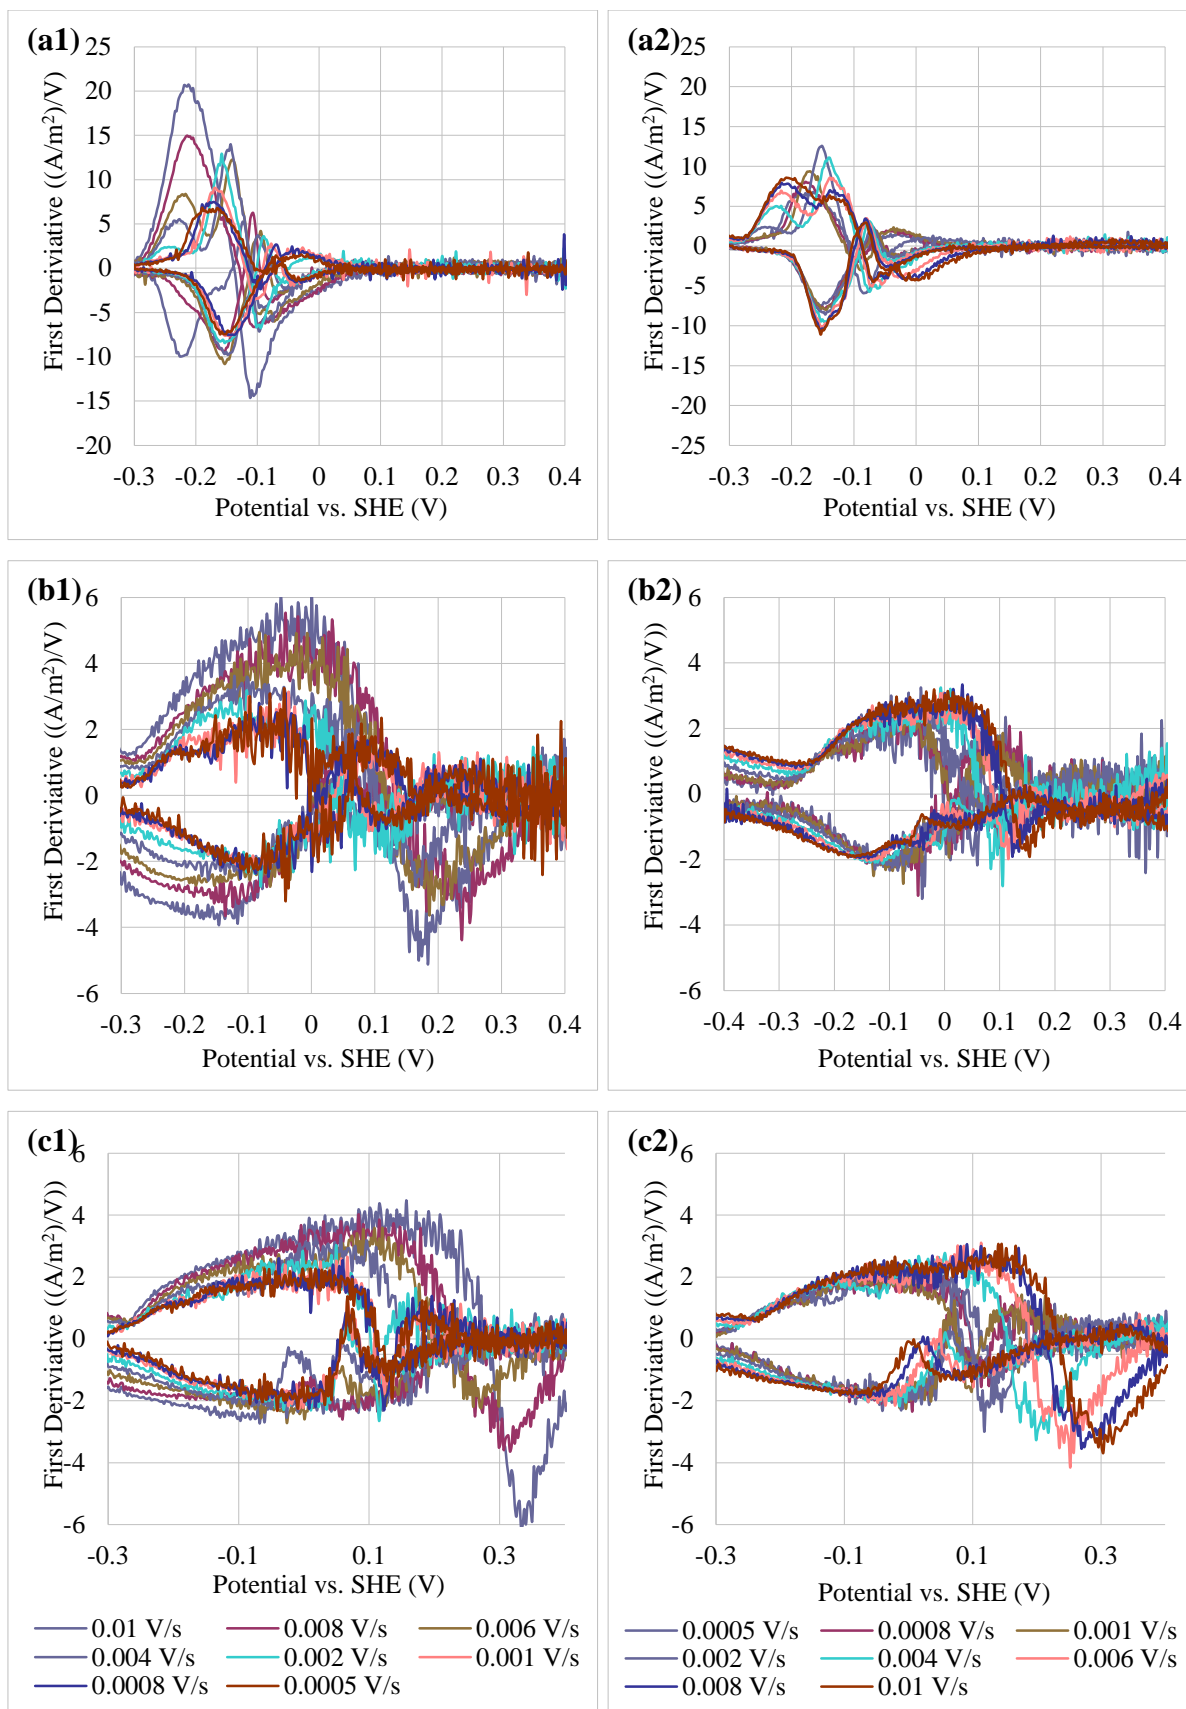 (a1)
First Deriviative ((A/m²)/V)
25
20
15
10
5
0
-5
-10
-15
-20
-0.3 -0.2 -0.1 0 0.1 0.2 0.3 0.4
Potential vs. SHE (V)
(a2)
First Deriviative ((A/m²)/V)
25
20
15
10
5
0
-5
-10
-15
-20
-25
-0.3 -0.2 -0.1 0 0.1 0.2 0.3 0.4
Potential vs. SHE (V)
(b1)
First Deriviative ((A/m²)/V)
6
4
2
0
-2
-4
-6
-0.3 -0.2 -0.1 0 0.1 0.2 0.3 0.4
Potential vs. SHE (V)
(b2)
First Deriviative ((A/m²)/V))
6
4
2
0
-2
-4
-6
-0.4 -0.3 -0.2 -0.1 0 0.1 0.2 0.3 0.4
Potential vs. SHE (V)
(c1)
First Deriviative ((A/m²)/V))
6
4
2
0
-2
-4
-6
-0.3 -0.1 0.1 0.3
Potential vs. SHE (V)
0.01 V/s 0.008 V/s 0.006 V/s
0.004 V/s 0.002 V/s 0.001 V/s
0.0008 V/s 0.0005 V/s
(c2)
First Deriviative ((A/m²)/V))
6
4
2
0
-2
-4
-6
-0.3 -0.1 0.1 0.3
Potential vs. SHE (V)
0.0005 V/s 0.0008 V/s 0.001 V/s
0.002 V/s 0.004 V/s 0.006 V/s
0.008 V/s 0.01 V/s